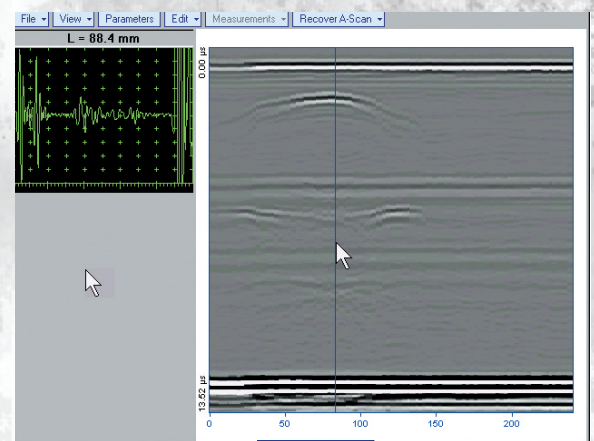 File View Parameters Edit Measurements Recover A-Scan
L = 88.4 mm
0.00 µs
13.52 µs
0 50 100 150 200